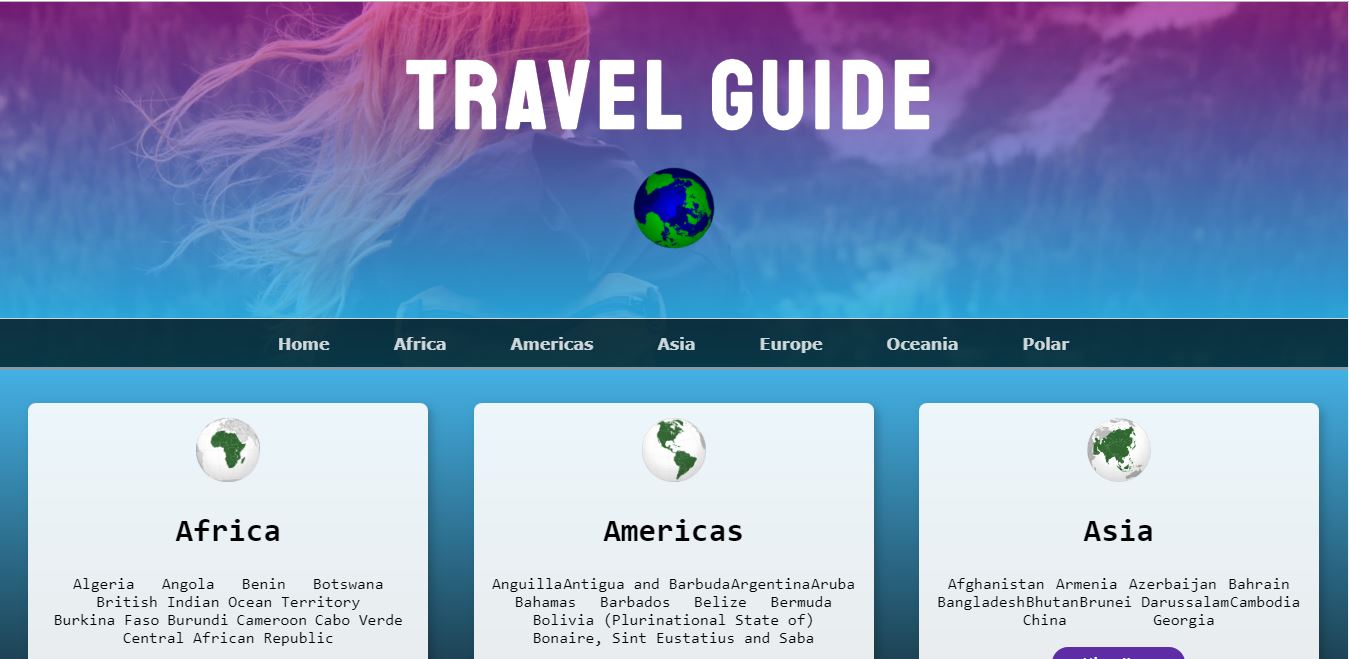 TRAVEL GUIDE
Home Africa Americas Asia Europe Oceania Polar
Africa
Algeria Angola Benin Botswana
British Indian Ocean Territory
Burkina Faso Burundi Cameroon Cabo Verde
Central African Republic
Americas
AnguillaAntigua and BarbudaArgentinaAruba
Bahamas Barbados Belize Bermuda
Bolivia (Plurinational State of)
Bonaire, Sint Eustatius and Saba
Asia
Afghanistan Armenia Azerbaijan Bahrain
BangladeshBhutanBrunei DarussalamCambodia
China Georgia